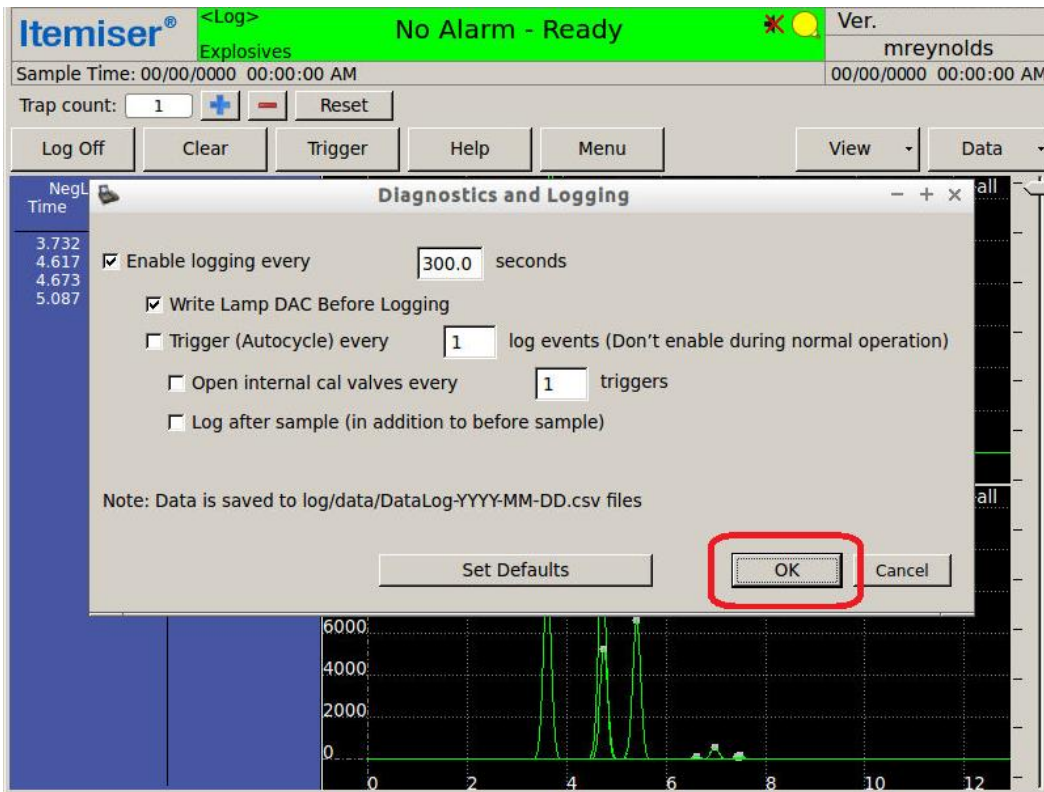 Itemiser®
<Log>
Explosives
No Alarm - Ready
Ver.
mreynolds
Sample Time: 00/00/0000 00:00:00 AM
00/00/0000 00:00:00 AM
Trap count: 1 Reset
Log Off Clear Trigger Help Menu View Data
NegL
Time
3.732
4.617
4.673
5.087
all
Diagnostics and Logging
Enable logging every 300.0 seconds
Write Lamp DAC Before Logging
Trigger (Autocycle) every 1 log events (Don't enable during normal operation)
Open internal cal valves every 1 triggers
Log after sample (in addition to before sample)
Note: Data is saved to log/data/DataLog-YYYY-MM-DD.csv files
all
Set Defaults OK Cancel
6000
4000
2000
0
0 2 4 6 8 10 12